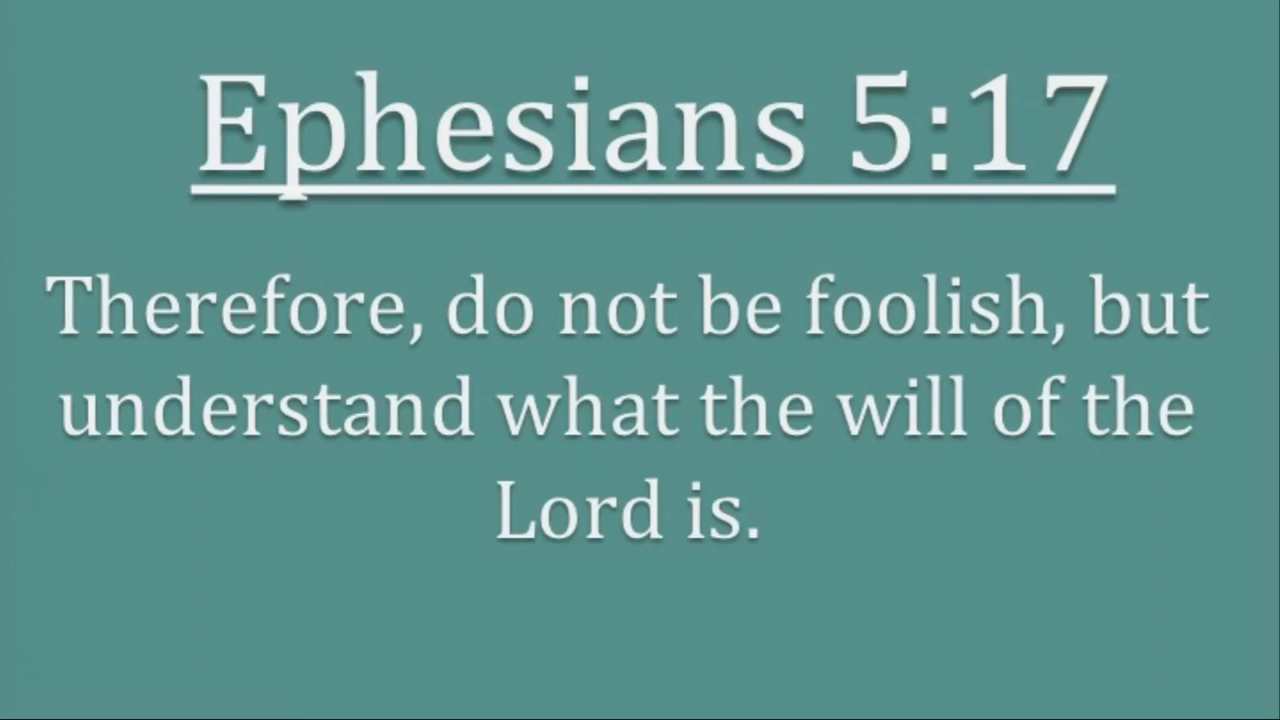 Ephesians 5:17
Therefore, do not be foolish, but
understand what the will of the
Lord is.